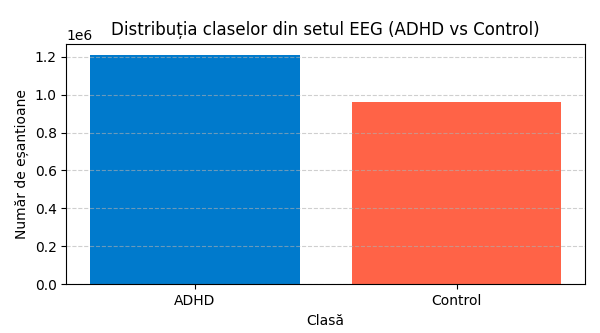 Distribuția claselor din setul EEG (ADHD vs Control)
1e6
1.2
1.0
0.8
0.6
0.4
0.2
0.0
Număr de eșantioane
ADHD
Control
Clasă